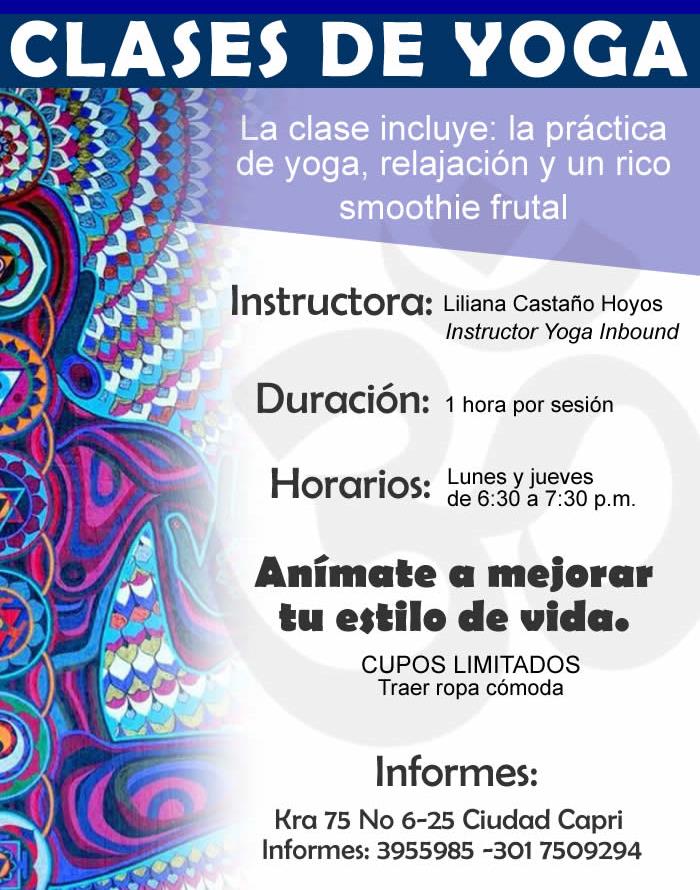 CLASES DE YOGA
La clase incluye: la práctica
de yoga, relajación y un rico
smoothie frutal
Instructora: Liliana Castaño Hoyos
Instructor Yoga Inbound
Duración: 1 hora por sesión
Horarios: Lunes y jueves
de 6:30 a 7:30 p.m.
Anímate a mejorar
tu estilo de vida.
CUPOS LIMITADOS
Traer ropa cómoda
Informes:
Kra 75 No 6-25 Ciudad Capri
Informes: 3955985 -301 7509294